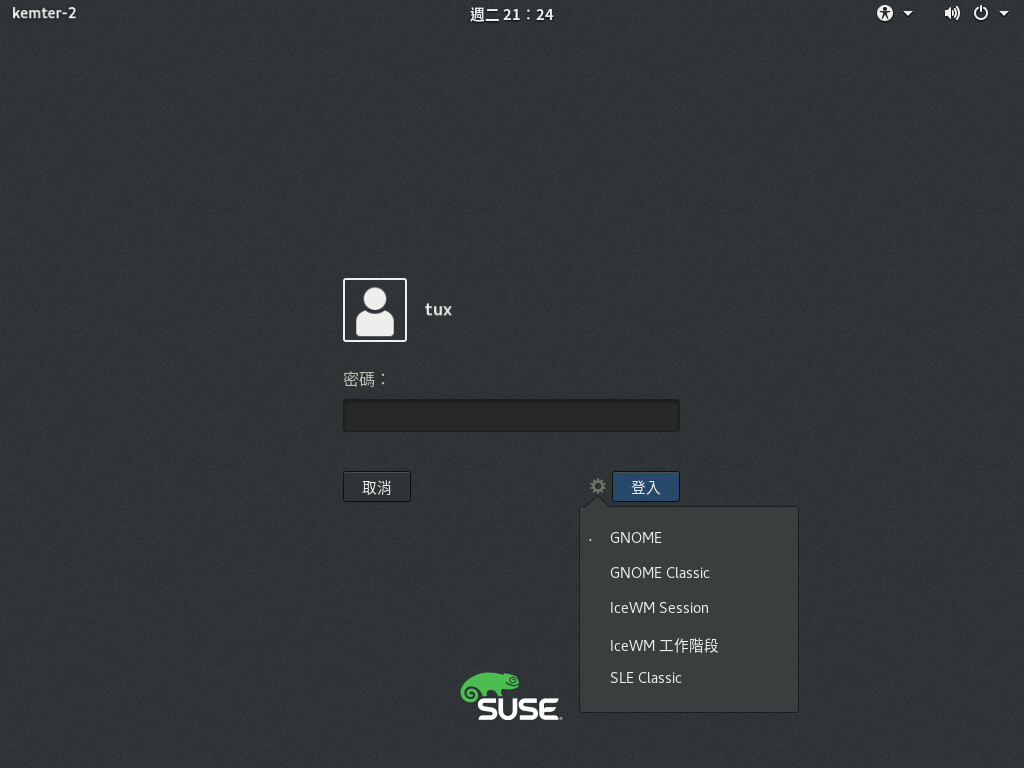 kemter-2
週二 21：24
tux
密碼：
取消
登入
GNOME
GNOME Classic
IceWM Session
IceWM 工作階段
SLE Classic
SUSE